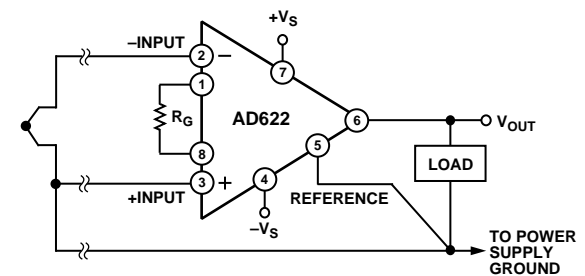 +VS
–INPUT
2
–
7
1
RG
AD622
6
VOUT
5
8
LOAD
3
+
4
+INPUT
REFERENCE
–VS
TO POWER
SUPPLY
GROUND